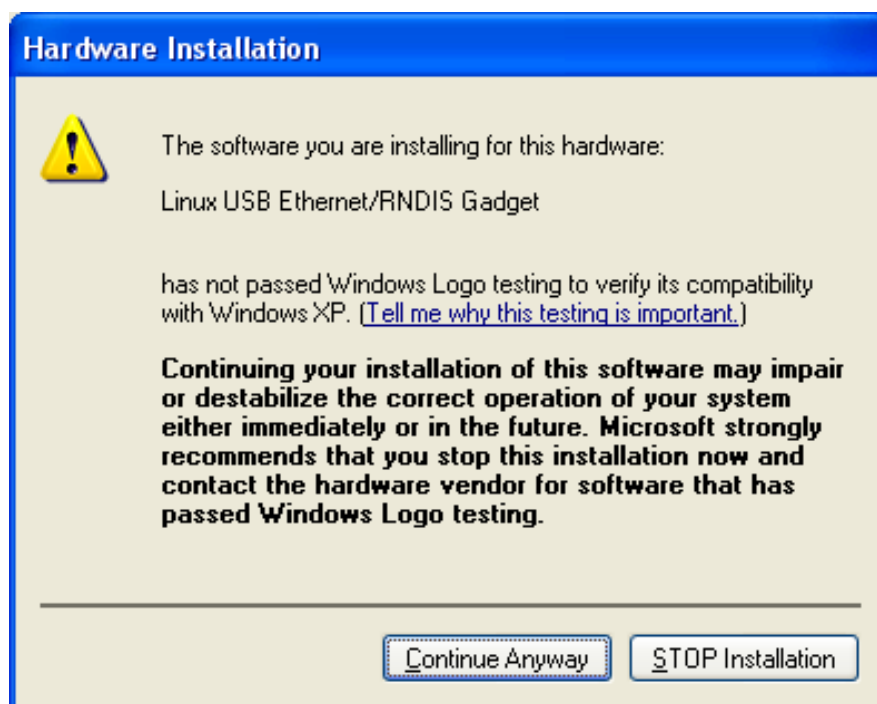 Hardware Installation
The software you are installing for this hardware:
Linux USB Ethernet/RNDIS Gadget
has not passed Windows Logo testing to verify its compatibility
with Windows XP. (Tell me why this testing is important.)
Continuing your installation of this software may impair
or destabilize the correct operation of your system
either immediately or in the future. Microsoft strongly
recommends that you stop this installation now and
contact the hardware vendor for software that has
passed Windows Logo testing.
Continue Anyway
STOP Installation